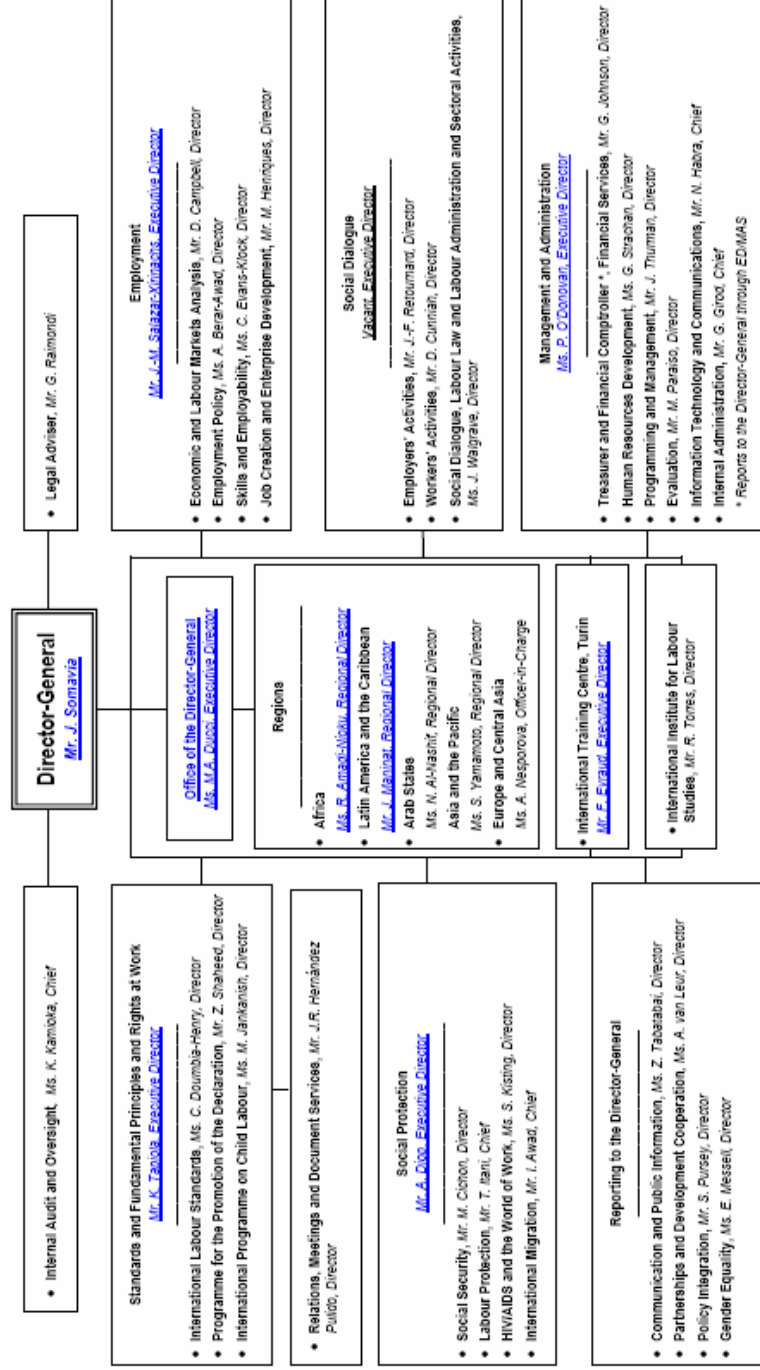 Director-General
Mr. J. Somavia
• Internal Audit and Oversight, Ms. K. Kamioka, Chief
• Legal Adviser, Mr. G. Raimondi
Standards and Fundamental Principles and Rights at Work
Mr. K. Tapiola, Executive Director
• International Labour Standards, Ms. C. Doumbia-Henry, Director
• Programme for the Promotion of the Declaration, Mr. Z. Shaheed, Director
• International Programme on Child Labour, Ms. M. Jankanish, Director
• Relations, Meetings and Document Services, Mr. J.R. Hernández
Pulido, Director
Social Protection
Mr. A. Diop, Executive Director
• Social Security, Mr. M. Cichon, Director
• Labour Protection, Mr. T. Itani, Chief
• HIV/AIDS and the World of Work, Ms. S. Kisting, Director
• International Migration, Mr. I. Awad, Chief
Reporting to the Director-General
• Communication and Public Information, Ms. Z. Tabatabai, Director
• Partnerships and Development Cooperation, Ms. A. van Leur, Director
• Policy Integration, Mr. S. Pursey, Director
• Gender Equality, Ms. E. Messell, Director
Office of the Director-General
Ms. M.A. Ducci, Executive Director
Regions
• Africa
Ms. R. Amadi-Njoku, Regional Director
• Latin America and the Caribbean
Mr. J. Maninat, Regional Director
• Arab States
Ms. N. Al-Nashif, Regional Director
Asia and the Pacific
Ms. S. Yamamoto, Regional Director
• Europe and Central Asia
Ms. A. Nesporova, Officer-in-Charge
• International Training Centre, Turin
Mr. F. Eyraud, Executive Director
• International Institute for Labour
Studies, Mr. R. Torres, Director
Employment
Mr. J.-M. Salazar-Xirinachs, Executive Director
• Economic and Labour Markets Analysis, Mr. D. Campbell, Director
• Employment Policy, Ms. A. Berar-Awad, Director
• Skills and Employability, Ms. C. Evans-Klock, Director
• Job Creation and Enterprise Development, Mr. M. Henriques, Director
Social Dialogue
Vacant, Executive Director
• Employers' Activities, Mr. J.-F. Retournard, Director
• Workers' Activities, Mr. D. Cunniah, Director
• Social Dialogue, Labour Law and Labour Administration and Sectoral Activities,
Ms. J. Walgrave, Director
Management and Administration
Ms. P. O'Donovan, Executive Director
• Treasurer and Financial Comptroller *, Financial Services, Mr. G. Johnson, Director
• Human Resources Development, Ms. G. Strachan, Director
• Programming and Management, Mr. J. Thurman, Director
• Evaluation, Mr. M. Paraiso, Director
• Information Technology and Communications, Mr. N. Habra, Chief
• Internal Administration, Mr. G. Girod, Chief
* Reports to the Director-General through ED/MAS